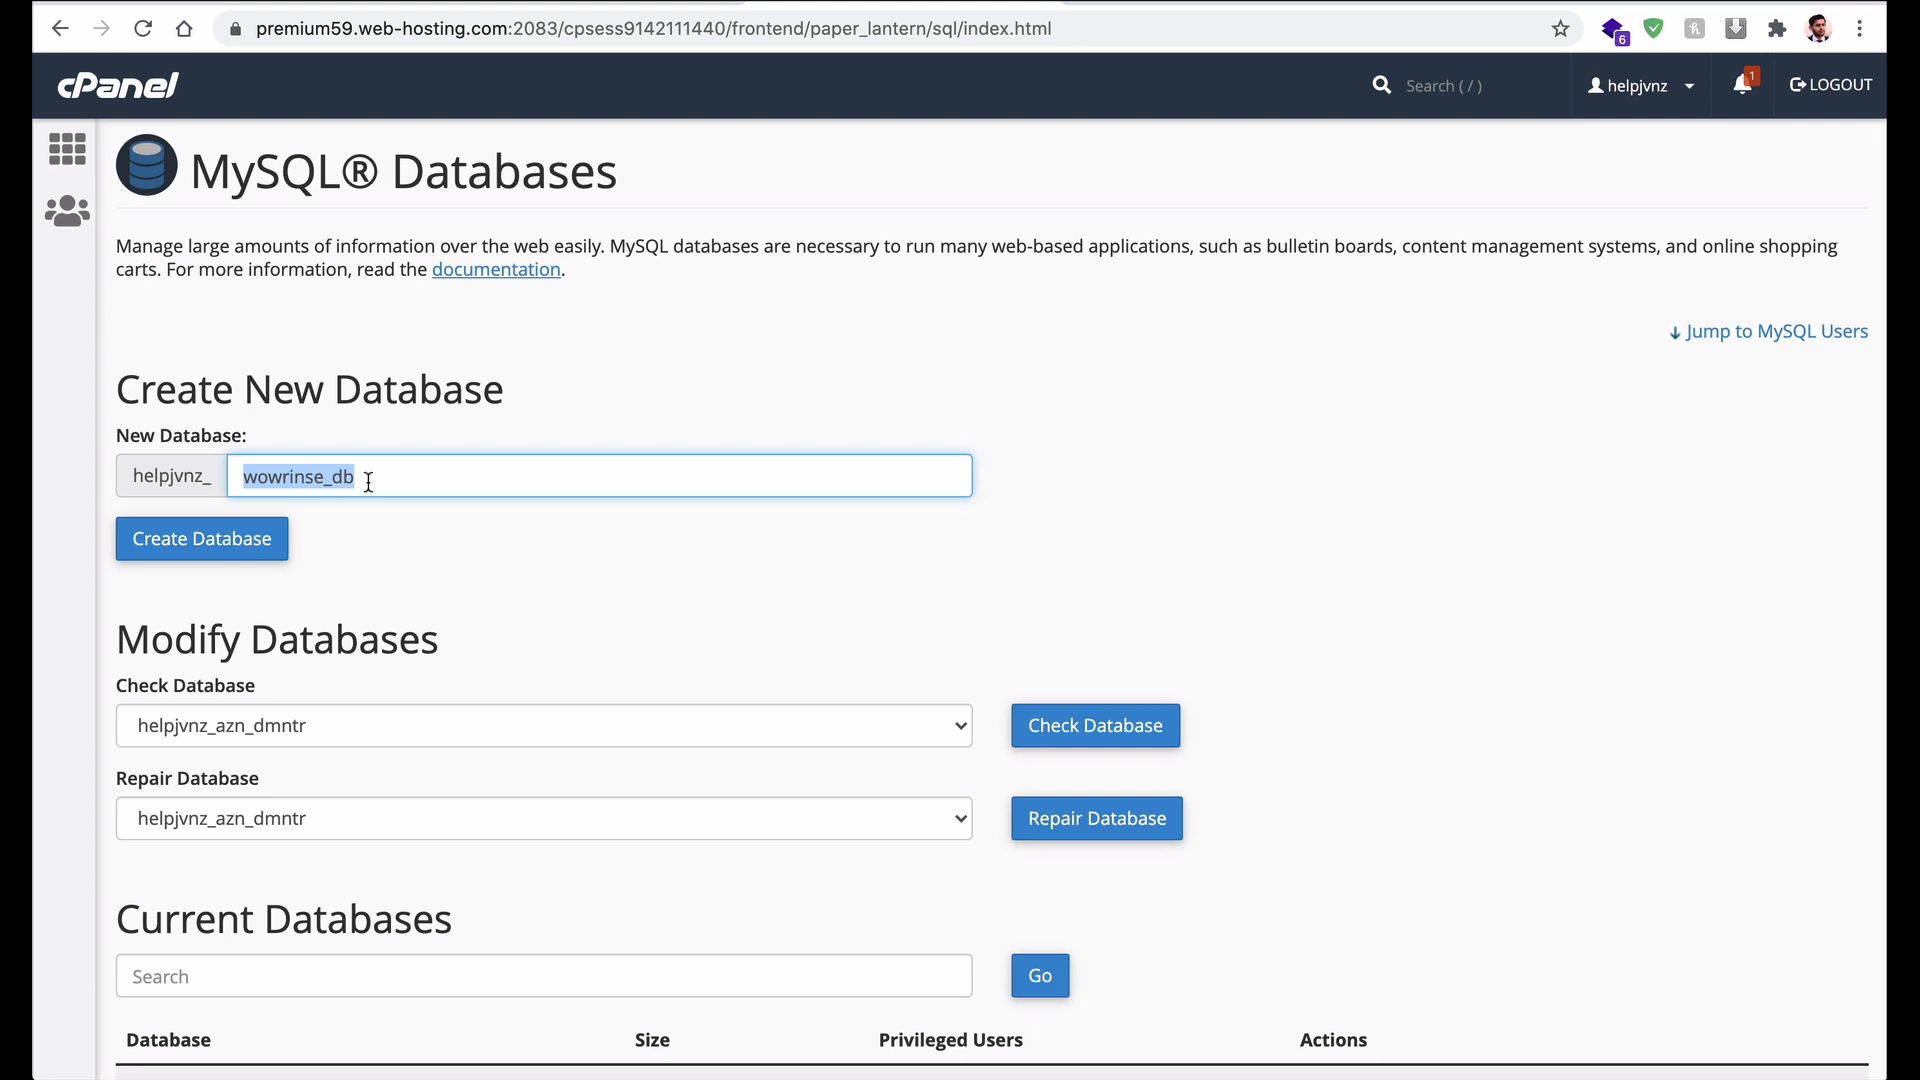 premium59.web-hosting.com:2083/cpsess9142111440/frontend/paper_lantern/sql/index.html
6
cPanel
Search ( / )
helpjvnz
1
LOGOUT
MySQL® Databases
Manage large amounts of information over the web easily. MySQL databases are necessary to run many web-based applications, such as bulletin boards, content management systems, and online shopping
carts. For more information, read the documentation.
Jump to MySQL Users
Create New Database
New Database:
helpjvnz_ wowrinse_db
Create Database
Modify Databases
Check Database
helpjvnz_azn_dmntr Check Database
Repair Database
helpjvnz_azn_dmntr Repair Database
Current Databases
Search Go
Database Size Privileged Users Actions